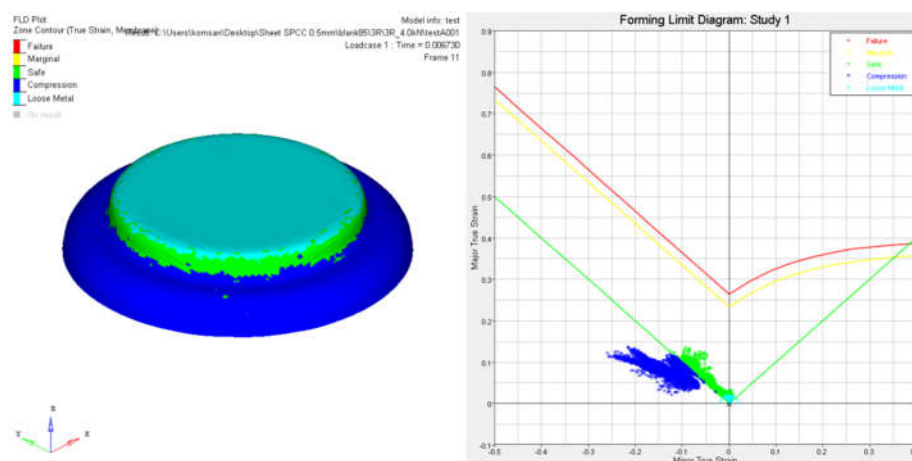 FLD Plot
Zone Contour (True Strain, Membrane)
Failure
Marginal
Safe
Compression
Loose Metal
No result
Model info: test
Result : C:\Users\komsan\Desktop\Sheet SPCC 0.5mm\blank85\3R\3R_4.0kN\testA001
Loadcase 1 : Time = 0.006730
Frame 11
Z
Y
X
Forming Limit Diagram: Study 1
Failure
Marginal
Safe
Compression
Loose Metal
Major True Strain
0.9
0.8
0.7
0.6
0.5
0.4
0.3
0.2
0.1
0
-0.1
-0.5
-0.4
-0.3
-0.2
-0.1
0
0.1
0.2
0.3
Minor True Strain